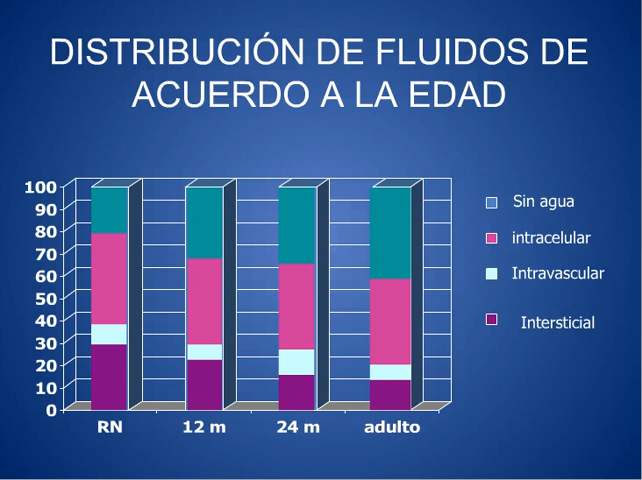 DISTRIBUCIÓN DE FLUIDOS DE
ACUERDO A LA EDAD
100
90
80
70
60
50
40
30
20
10
0
RN 12 m 24 m adulto
Sin agua
intracelular
Intravascular
Intersticial